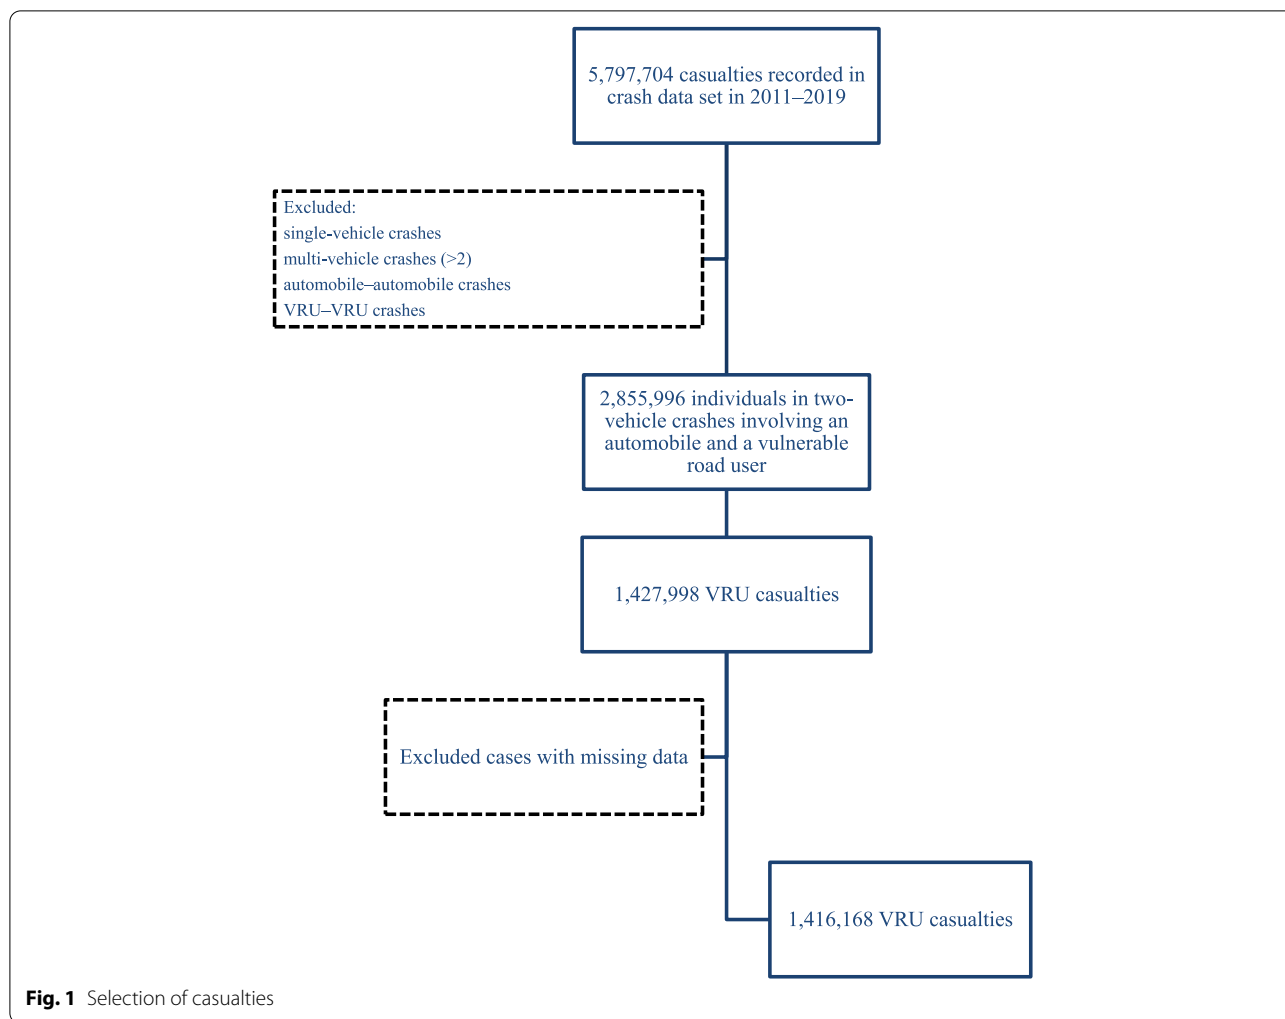 5,797,704 casualties recorded in
crash data set in 2011–2019
Excluded:
single-vehicle crashes
multi-vehicle crashes (>2)
automobile–automobile crashes
VRU–VRU crashes
2,855,996 individuals in two-
vehicle crashes involving an
automobile and a vulnerable
road user
1,427,998 VRU casualties
Excluded cases with missing data
1,416,168 VRU casualties
Fig. 1 Selection of casualties